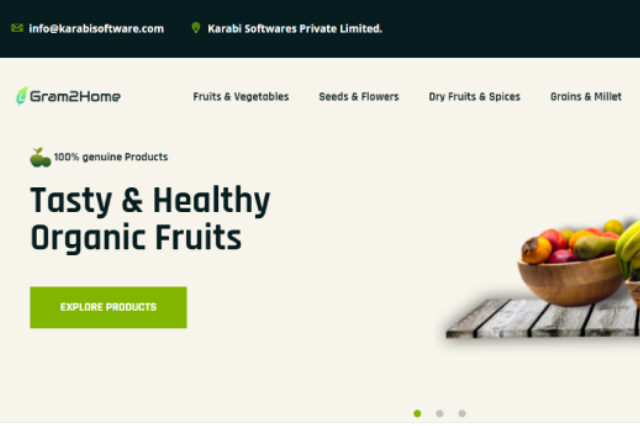 info@karabisoftware.com Karabi Softwares Private Limited.
Gram2Home Fruits & Vegetables Seeds & Flowers Dry Fruits & Spices Grains & Millet
100% genuine Products
Tasty & Healthy
Organic Fruits
EXPLORE PRODUCTS